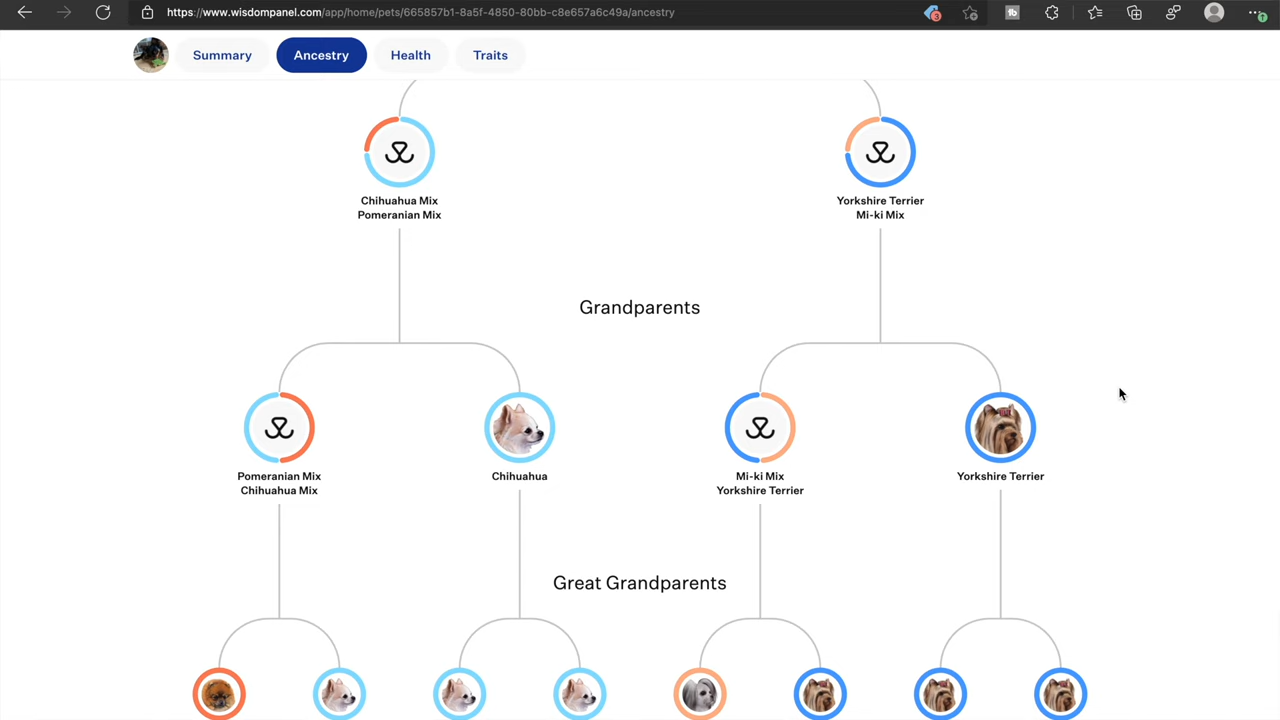 https://www.wisdompanel.com/app/home/pets/665857b1-8a5f-4850-80bb-c8e657a6c49a/ancestry
3
Summary
Ancestry
Health
Traits
Chihuahua Mix
Pomeranian Mix
Yorkshire Terrier
Mi-ki Mix
Grandparents
Pomeranian Mix
Chihuahua Mix
Chihuahua
Mi-ki Mix
Yorkshire Terrier
Yorkshire Terrier
Great Grandparents